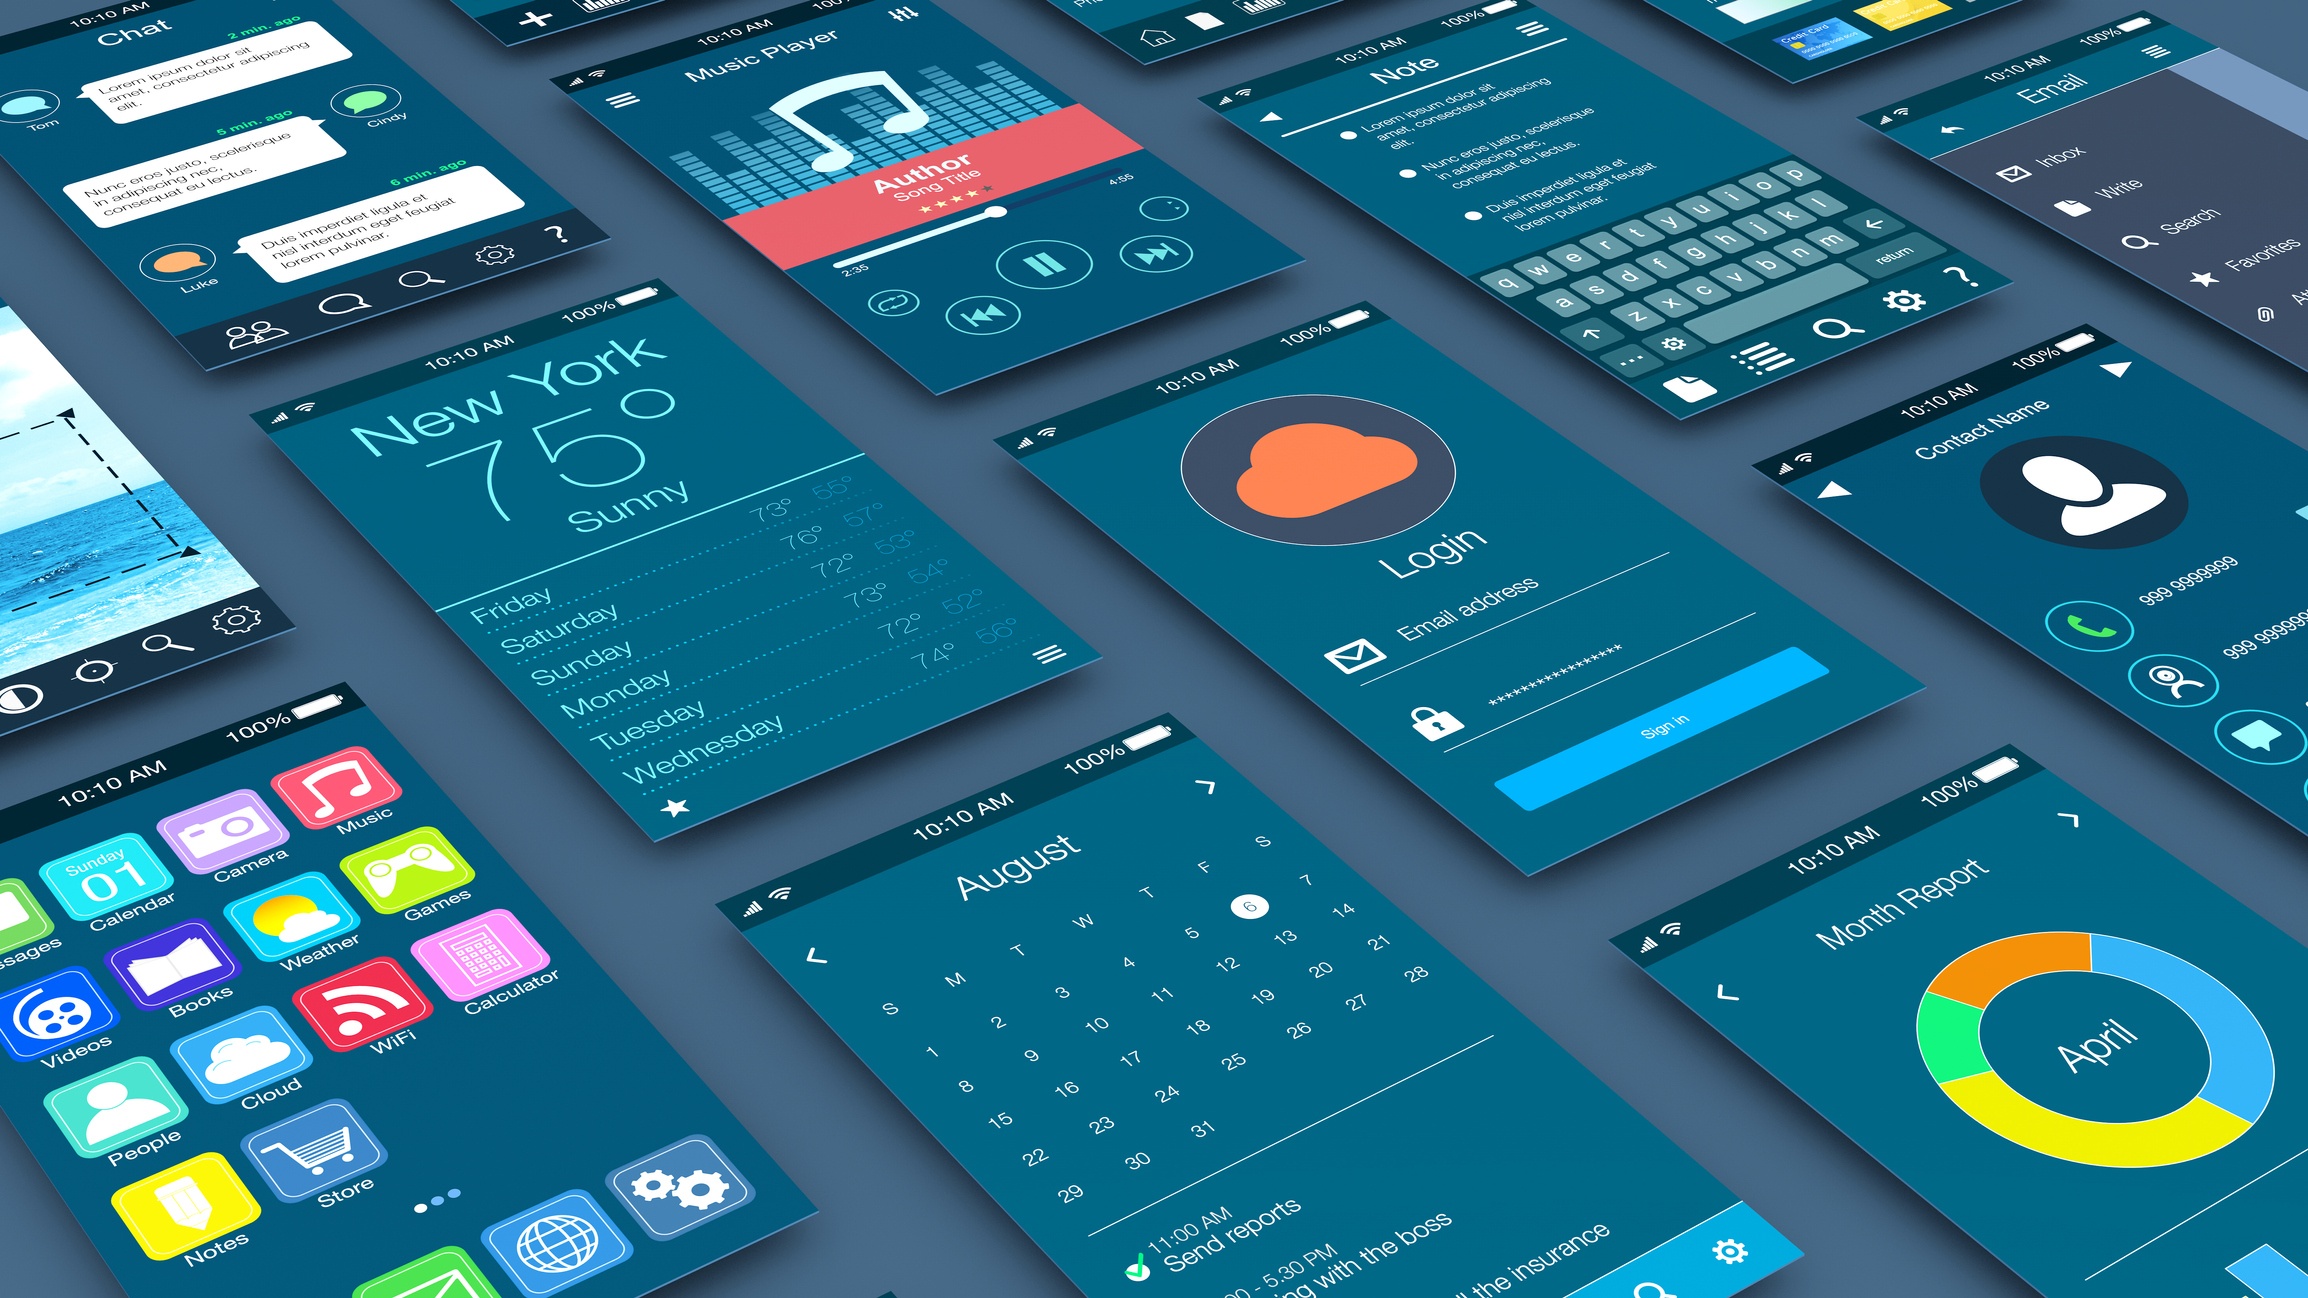 10:10 AM
Chat
2 min. ago
Lorem ipsum dolor sit
amet, consectetur adipiscing
elit.
Tom
5 min. ago
Cindy
Nunc eros justo, scelerisque
in adipiscing nec,
consequat eu lectus.
6 min. ago
Duis imperdiet ligula et
nisl interdum eget feugiat
lorem pulvinar.
Luke
?
10:10 AM
Music Player
Author
Song Title
2:35
4:55
10:10 AM 100%
Note
Lorem ipsum dolor sit
amet, consectetur adipiscing
elit.
Nunc eros justo, scelerisque
in adipiscing nec,
consequat eu lectus.
Duis imperdiet ligula et
nisl interdum eget feugiat
lorem pulvinar.
q w e r t y u i o p
a s d f g h j k l
z x c v b n m
return
?
Credit Card
10:10 AM 100%
Email
Inbox
Write
Search
Favorites
10:10 AM 100%
New York
75°
Sunny
Friday 73° 55°
Saturday 76° 57°
Sunday 72° 53°
Monday 73° 54°
Tuesday 72° 52°
Wednesday 74° 56°
10:10 AM 100%
Login
Email address
****************
Sign in
10:10 AM 100%
Contact Name
999 9999999
10:10 AM 100%
Sunday
01
Calendar
Camera
Music
Videos
Books
Weather
Games
People
Cloud
WiFi
Calculator
Notes
Store
10:10 AM 100%
August
S M T W T F S
1 2 3 4 5 6 7
8 9 10 11 12 13 14
15 16 17 18 19 20 21
22 23 24 25 26 27 28
29 30 31
11:00 AM
Send reports
- 5.30 PM
with the boss
the insurance
10:10 AM 100%
Month Report
April